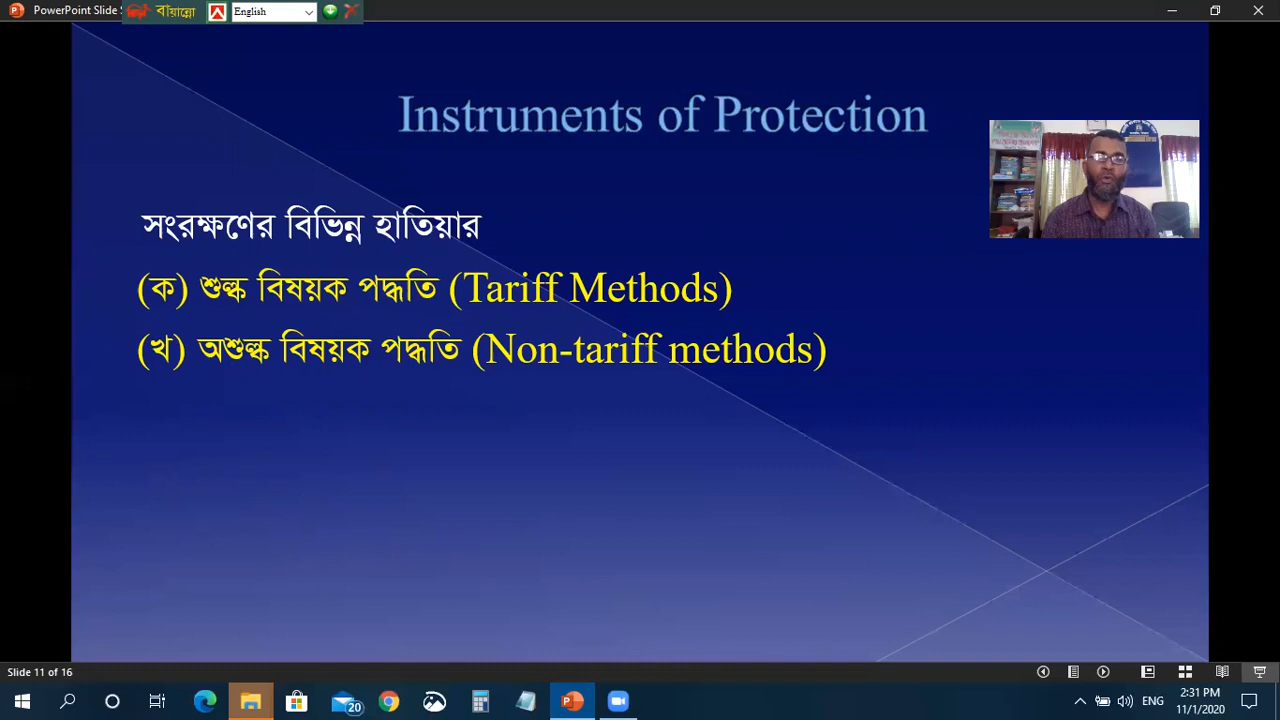 PowerPoint Slide S
বায়ান্নো
English
Instruments of Protection
সংরক্ষণের বিভিন্ন হাতিয়ার
(ক) শুল্ক বিষয়ক পদ্ধতি (Tariff Methods)
(খ) অশুল্ক বিষয়ক পদ্ধতি (Non-tariff methods)
Slide 11 of 16
20
ENG
2:31 PM
11/1/2020